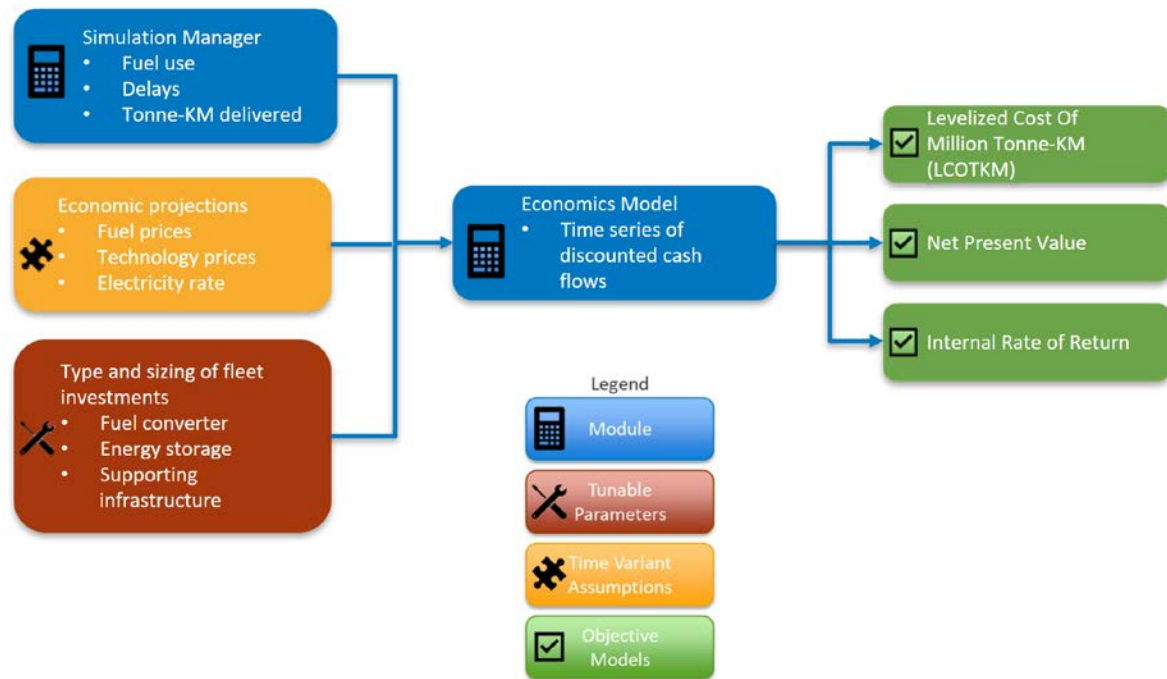 Simulation Manager
• Fuel use
• Delays
• Tonne-KM delivered
Economic projections
• Fuel prices
• Technology prices
• Electricity rate
Type and sizing of fleet
investments
• Fuel converter
• Energy storage
• Supporting
infrastructure
Economics Model
• Time series of
discounted cash
flows
Levelized Cost Of
Million Tonne-KM
(LCOTKM)
Net Present Value
Internal Rate of Return
Legend
Module
Tunable
Parameters
Time Variant
Assumptions
Objective
Models